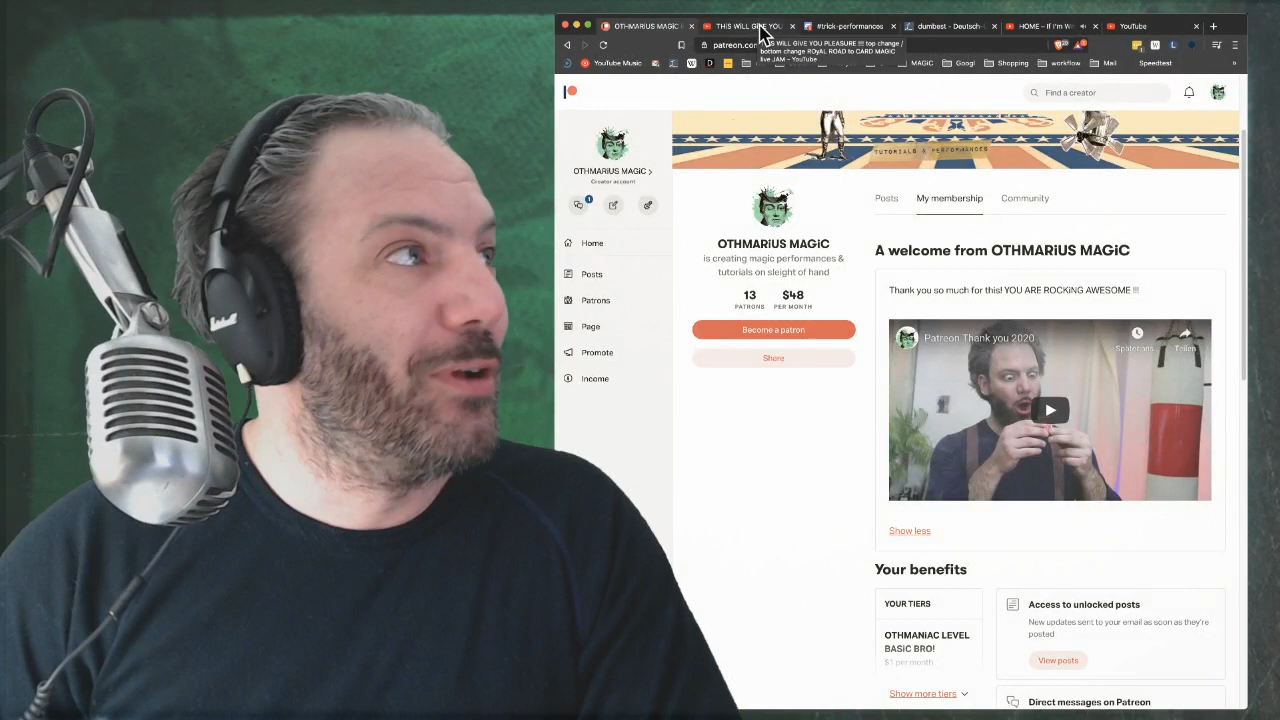 OTHMARiUS MAGiC i
THiS WiLL GiVE YOU
#trick-performances
dumbest - Deutsch-
HOME – If I'm W
YouTube
patreon.com
THiS WiLL GiVE YOU PLEASURE !!! top change /
bottom change ROyAL ROAD to CARD MAGiC
live JAM – YouTube
YouTube Music
MAGiC
Googl
Shopping
workflow
Mail
Speedtest
»
Find a creator
TUTORIALS & PERFORMANCES
OTHMARiUS MAGiC >
Creator account
1
Home
Posts
Patrons
Page
Promote
Income
OTHMARiUS MAGiC
is creating magic performances &
tutorials on sleight of hand
13 $48
PATRONS PER MONTH
Become a patron
Share
Posts My membership Community
A welcome from OTHMARiUS MAGiC
Thank you so much for this! YOU ARE ROCKiNG AWESOME !!!
Patreon Thank you 2020
Später ans...
Teilen
Show less
Your benefits
YOUR TIERS
OTHMANiAC LEVEL
BASiC BRO!
$1 per month
Show more tiers
Access to unlocked posts
New updates sent to your email as soon as they're
posted
View posts
Direct messages on Patreon